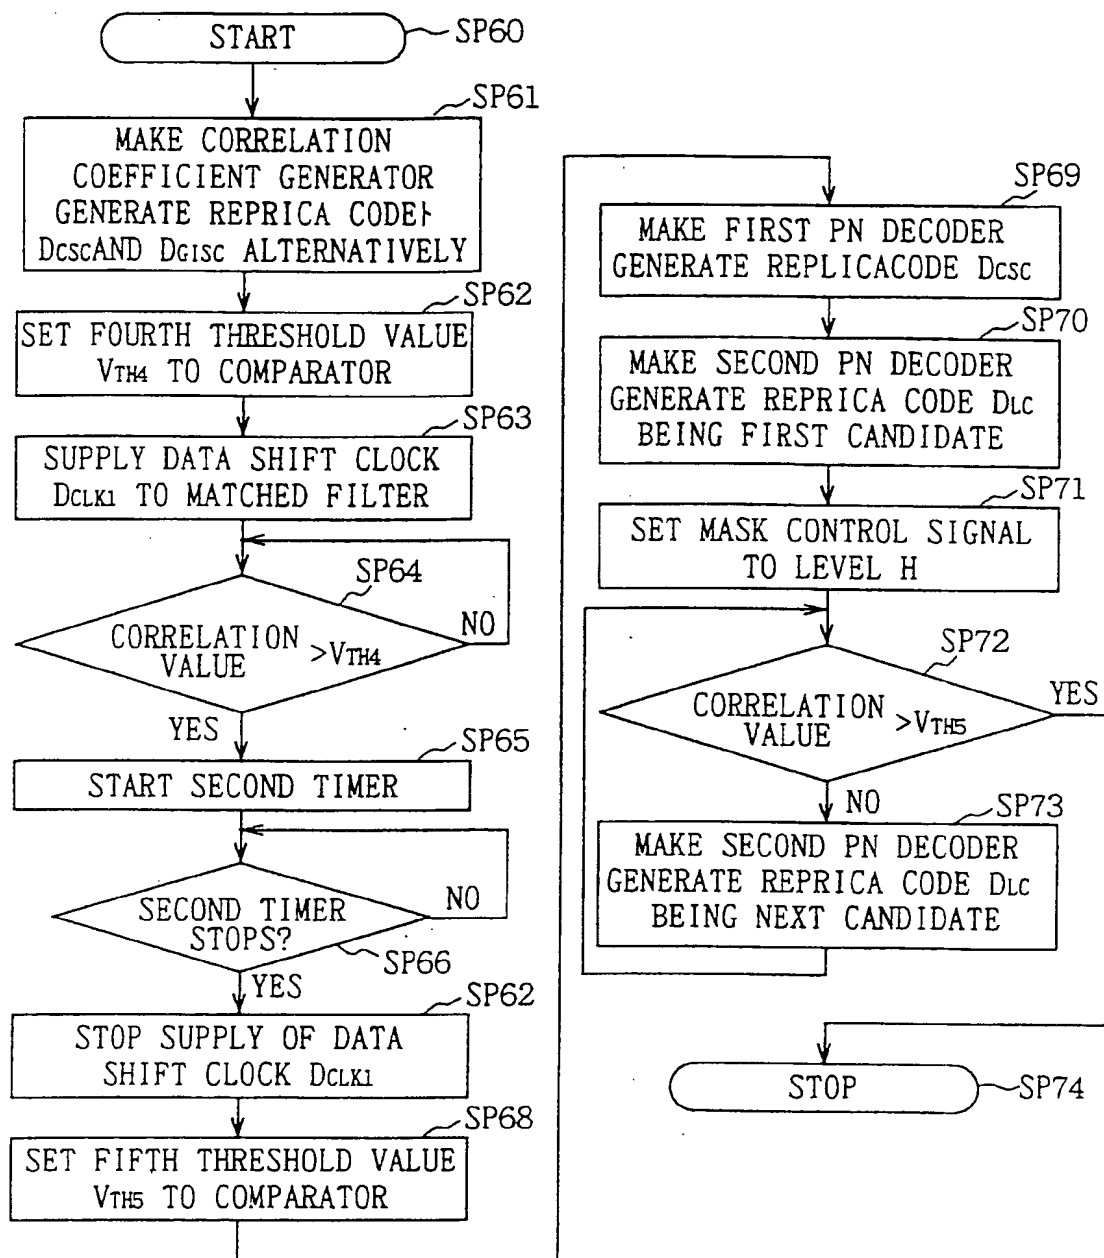 START
SP60
SP61
MAKE CORRELATION
COEFFICIENT GENERATOR
GENERATE REPRICA CODE
DCSC AND DGISC ALTERNATIVELY
SP62
SET FOURTH THRESHOLD VALUE
VTH4 TO COMPARATOR
SP63
SUPPLY DATA SHIFT CLOCK
DCLK1 TO MATCHED FILTER
SP64
CORRELATION
VALUE >VTH4
NO
YES
SP65
START SECOND TIMER
SECOND TIMER
STOPS?
NO
SP66
YES
SP62
STOP SUPPLY OF DATA
SHIFT CLOCK DCLK1
SP68
SET FIFTH THRESHOLD VALUE
VTH5 TO COMPARATOR
SP69
MAKE FIRST PN DECODER
GENERATE REPLICACODE DCSC
SP70
MAKE SECOND PN DECODER
GENERATE REPRICA CODE DLC
BEING FIRST CANDIDATE
SP71
SET MASK CONTROL SIGNAL
TO LEVEL H
SP72
CORRELATION
VALUE >VTH5
YES
NO
SP73
MAKE SECOND PN DECODER
GENERATE REPRICA CODE DLC
BEING NEXT CANDIDATE
STOP
SP74